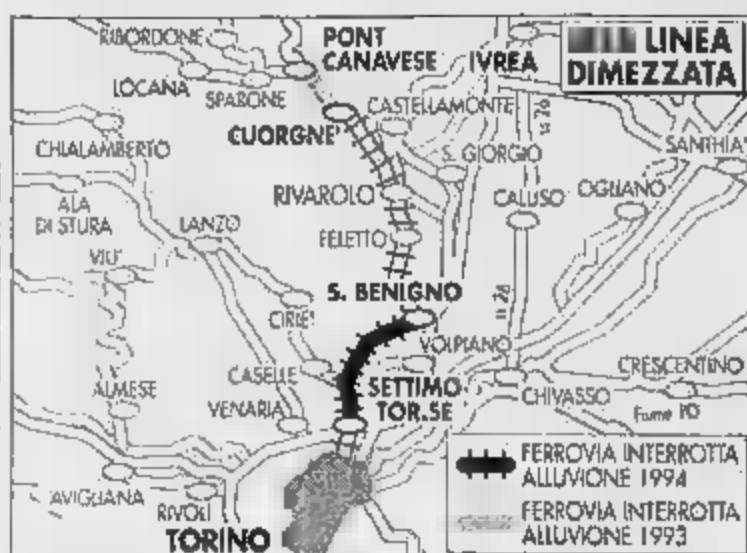 LINEA
DIMEZZATA
RIBORDONE
PONT
CANAVESE
IVREA
LOCANA
SPARONE
CASTELLAMONTE
CUORGNE'
CHIALAMBERTO
S. GIORGIO
SANTHIA'
RIVAROLO
CALUSO
OGLIANO
ALA
DI STURA
LANZO
FELETTO
VIU'
S. BENIGNO
CIRIE'
VOLPIANO
CASELLE
CRESCENTINO
ALMESE
SETTIMO
TOR.SE
CHIVASSO
VENARIA
Fiume PO
AVIGLIANA
RIVOLI
TORINO
FERROVIA INTERROTTA
ALLUVIONE 1994
FERROVIA INTERROTTA
ALLUVIONE 1993